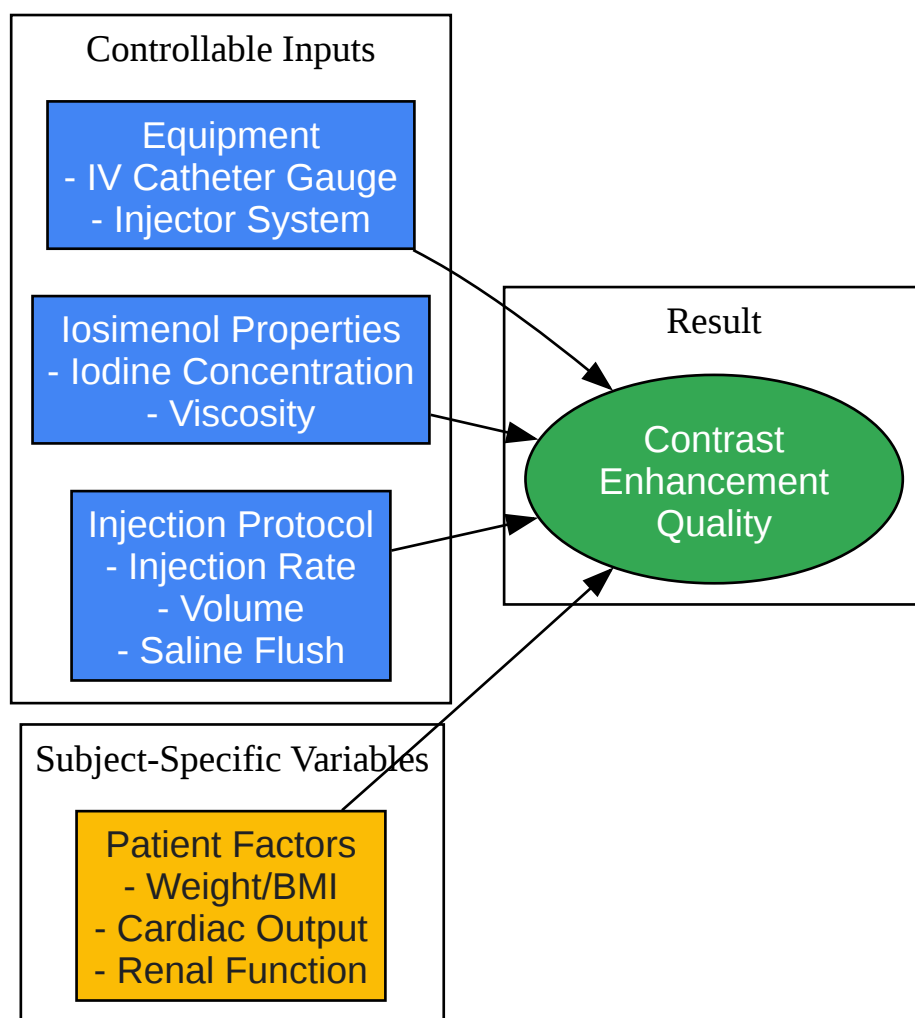 Controllable Inputs
Equipment
- IV Catheter Gauge
- Injector System
Iosimenol Properties
- Iodine Concentration
- Viscosity
Injection Protocol
- Injection Rate
- Volume
- Saline Flush
Result
Contrast
Enhancement
Quality
Subject-Specific Variables
Patient Factors
- Weight/BMI
- Cardiac Output
- Renal Function